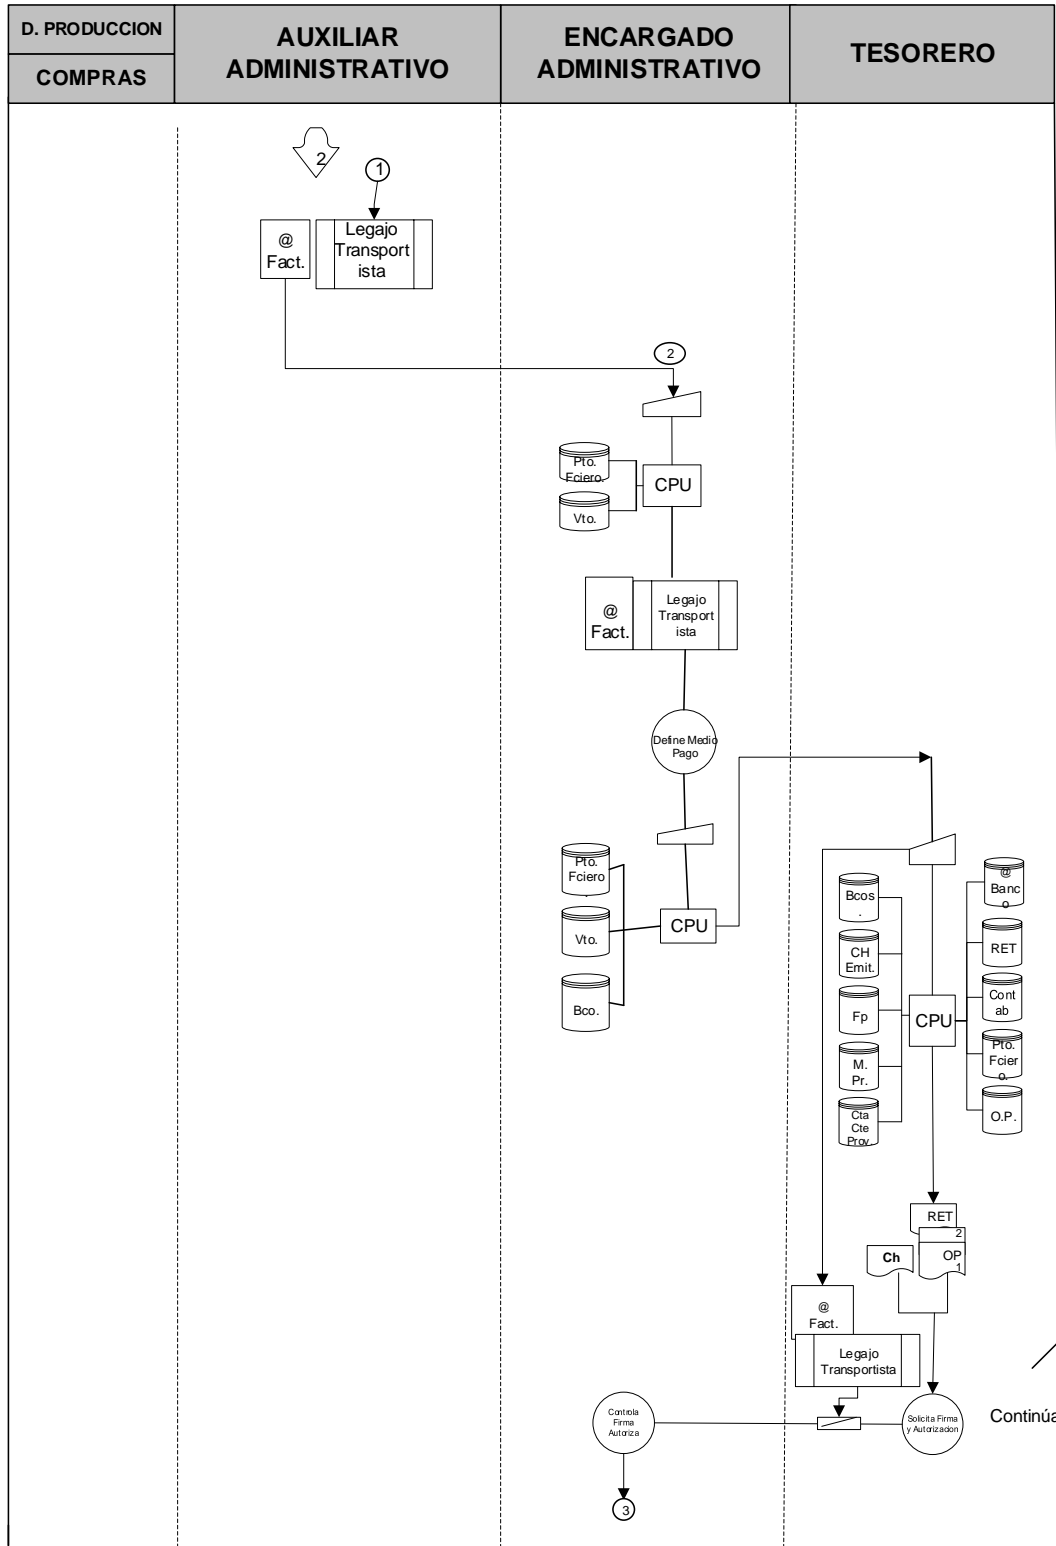 D. PRODUCCION
COMPRAS
AUXILIAR
ADMINISTRATIVO
ENCARGADO
ADMINISTRATIVO
TESORERO
2
1
@
Fact.
Legajo
Transport
ista
2
Pto.
Fciero.
Vto.
CPU
@
Fact.
Legajo
Transport
ista
Define Medio
Pago
Pto.
Fciero
.
Vto.
Bco.
CPU
Bcos
.
CH
Emit.
Fp
M.
Pr.
Cta
Cte
Prov.
CPU
@
Banc
o
RET
Cont
ab
Pto.
Fcier
o.
O.P.
RET
2
Ch
OP
1
@
Fact.
Legajo
Transportista
Controla
Firma
Autoriza
Solicita Firma
y Autorizacion
Continúa
3